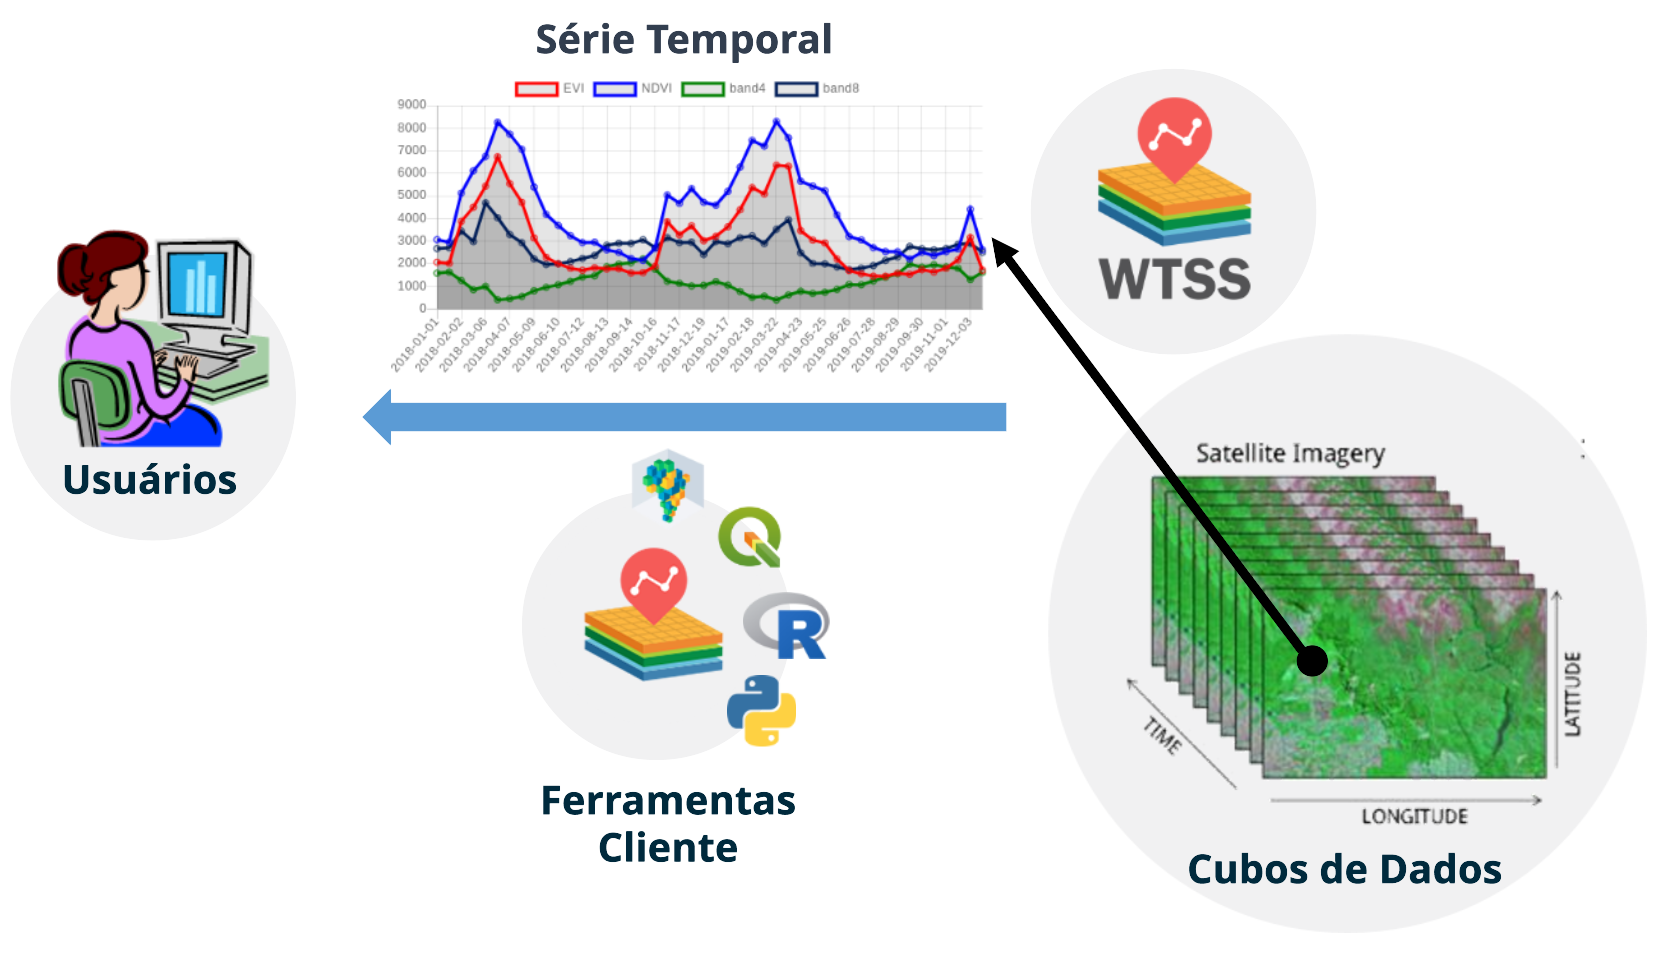 Série Temporal
EVI NDVI band4 band8
9000
8000
7000
6000
5000
4000
3000
2000
1000
0
2018-01-01
2018-02-02
2018-03-06
2018-04-07
2018-05-09
2018-06-10
2018-07-12
2018-08-13
2018-09-14
2018-10-16
2018-11-17
2018-12-19
2019-01-17
2019-02-18
2019-03-22
2019-04-23
2019-05-25
2019-06-26
2019-07-28
2019-08-29
2019-09-30
2019-11-01
2019-12-03
WTSS
Usuários
R
Ferramentas
Cliente
Satellite Imagery
TIME
LATITUDE
LONGITUDE
Cubos de Dados